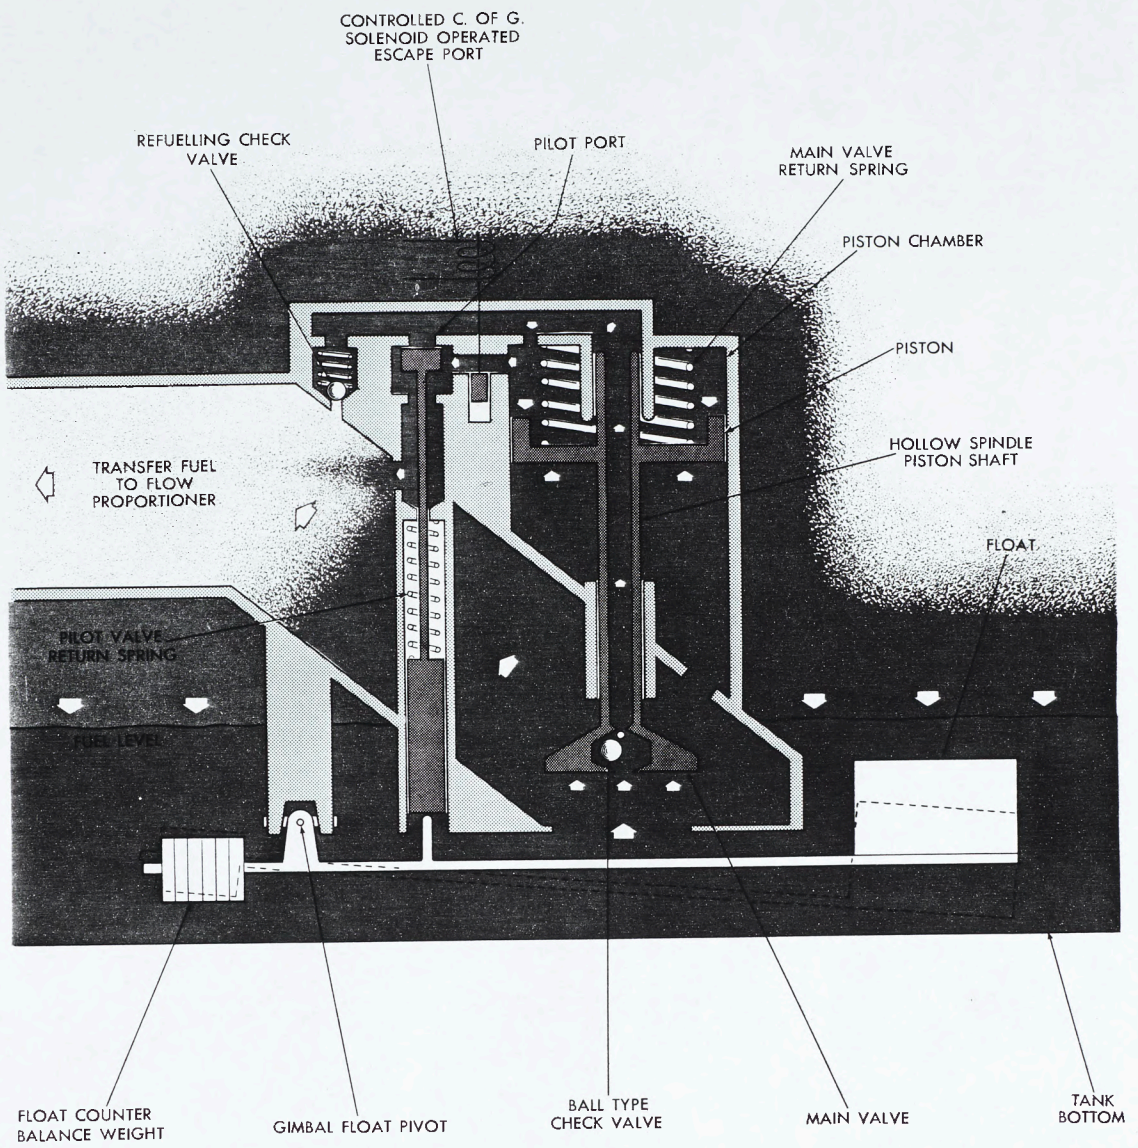 CONTROLLED C. OF G.
SOLENOID OPERATED
ESCAPE PORT
REFUELLING CHECK
VALVE
PILOT PORT
MAIN VALVE
RETURN SPRING
PISTON CHAMBER
PISTON
HOLLOW SPINDLE
PISTON SHAFT
TRANSFER FUEL
TO FLOW
PROPORTIONER
FLOAT
PILOT VALVE
RETURN SPRING
FUEL LEVEL
FLOAT COUNTER
BALANCE WEIGHT
GIMBAL FLOAT PIVOT
BALL TYPE
CHECK VALVE
MAIN VALVE
TANK
BOTTOM